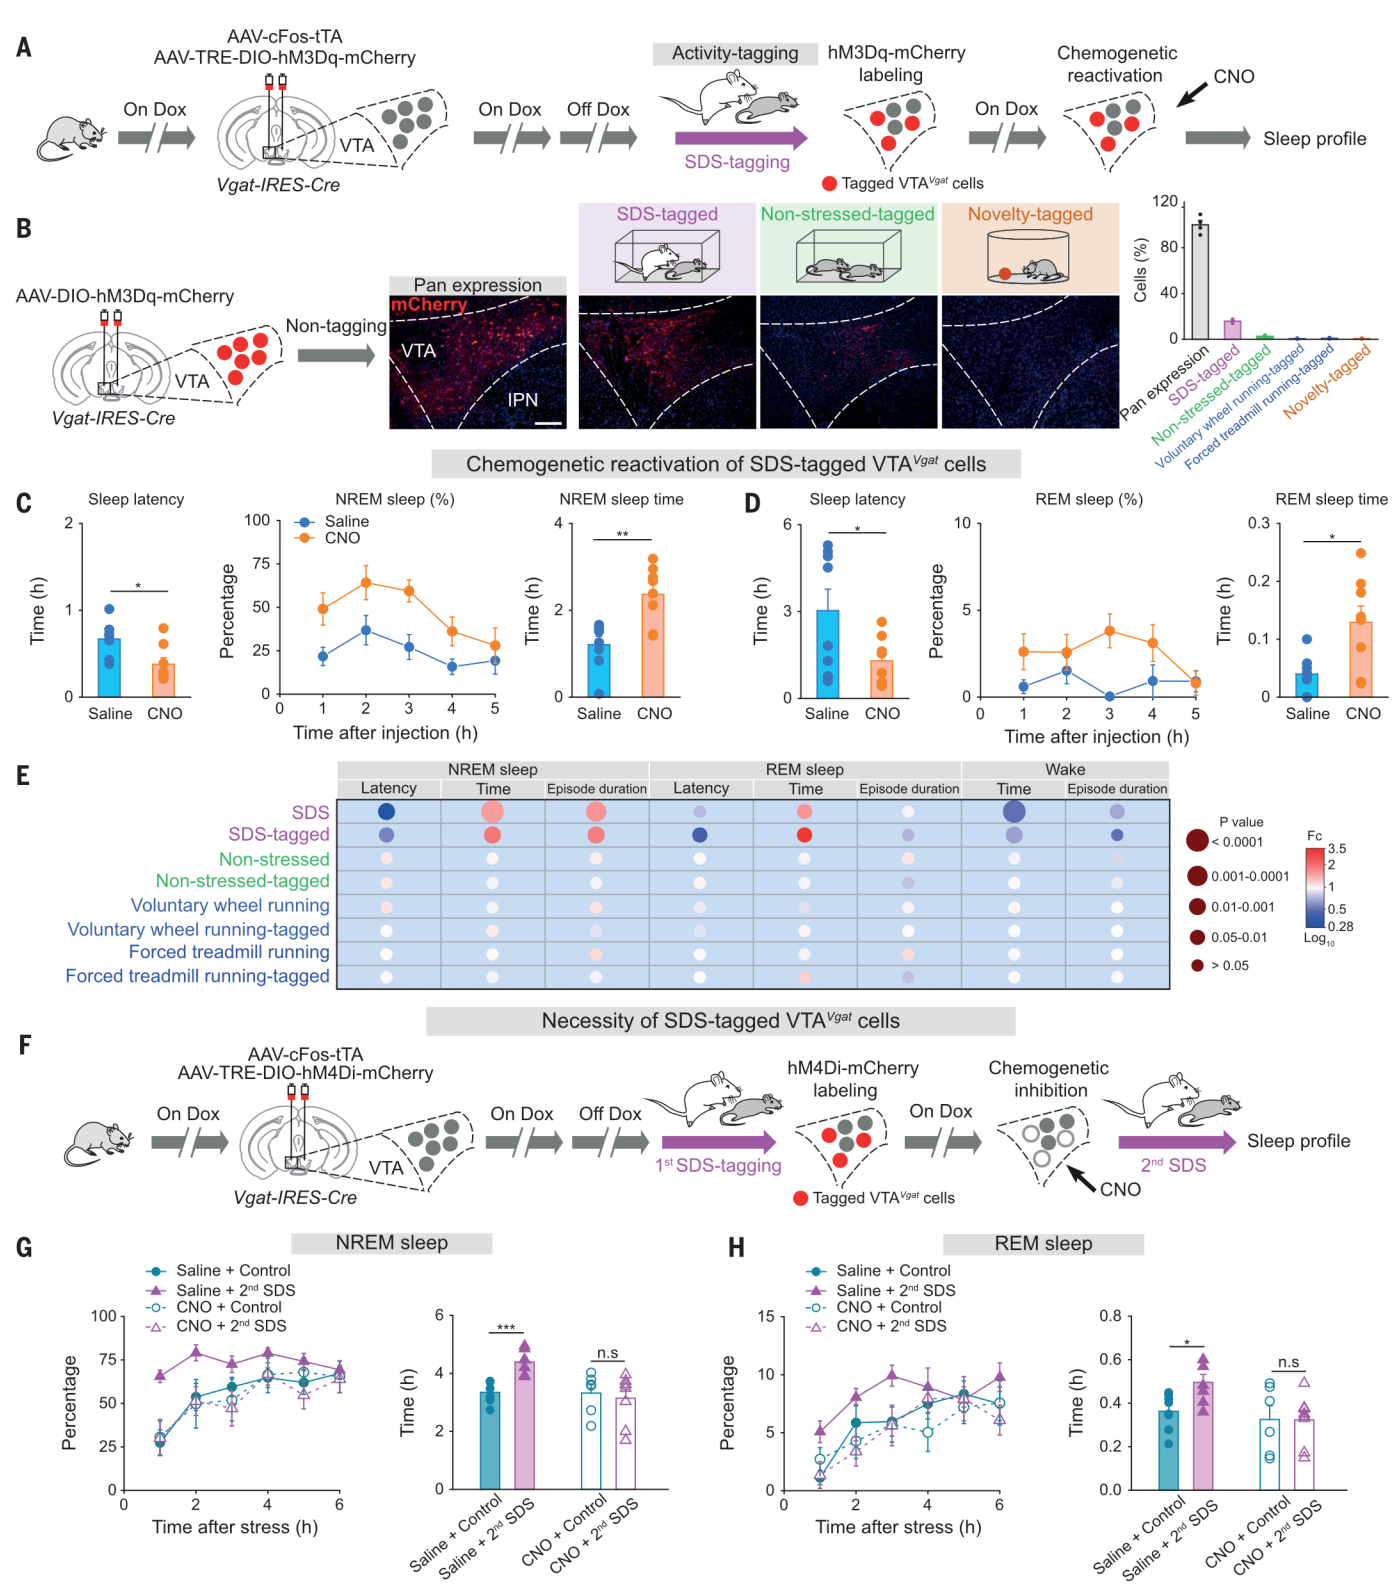 A
AAV-cFos-tTA
AAV-TRE-DIO-hM3Dq-mCherry
On Dox
VTA
Vgat-IRES-Cre
On Dox
Off Dox
Activity-tagging
SDS-tagging
hM3Dq-mCherry
labeling
Tagged VTAVgat cells
On Dox
Chemogenetic
reactivation
CNO
Sleep profile
B
AAV-DIO-hM3Dq-mCherry
VTA
Vgat-IRES-Cre
Non-tagging
Pan expression
mCherry
VTA
IPN
SDS-tagged
Non-stressed-tagged
Novelty-tagged
Cells (%)
120
80
40
0
Pan expression
SDS-tagged
Non-stressed-tagged
Voluntary wheel running-tagged
Forced treadmill running-tagged
Novelty-tagged
Chemogenetic reactivation of SDS-tagged VTAVgat cells
C
Sleep latency
Time (h)
2
1
0
*
Saline
CNO
NREM sleep (%)
Saline
CNO
Percentage
100
75
50
25
0
0 1 2 3 4 5
Time after injection (h)
NREM sleep time
Time (h)
4
2
0
**
Saline
CNO
D
Sleep latency
Time (h)
6
3
0
*
Saline
CNO
REM sleep (%)
Percentage
10
5
0
0 1 2 3 4 5
Time after injection (h)
REM sleep time
Time (h)
0.3
0.2
0.1
0
*
Saline
CNO
E
NREM sleep
REM sleep
Wake
Latency
Time
Episode duration
Latency
Time
Episode duration
Time
Episode duration
SDS
SDS-tagged
Non-stressed
Non-stressed-tagged
Voluntary wheel running
Voluntary wheel running-tagged
Forced treadmill running
Forced treadmill running-tagged
P value
< 0.0001
0.001-0.0001
0.01-0.001
0.05-0.01
> 0.05
Fc
3.5
2
1
0.5
0.28
Log10
Necessity of SDS-tagged VTAVgat cells
F
AAV-cFos-tTA
AAV-TRE-DIO-hM4Di-mCherry
On Dox
VTA
Vgat-IRES-Cre
On Dox
Off Dox
1st SDS-tagging
hM4Di-mCherry
labeling
Tagged VTAVgat cells
On Dox
Chemogenetic
inhibition
CNO
2nd SDS
Sleep profile
G
NREM sleep
Saline + Control
Saline + 2nd SDS
CNO + Control
CNO + 2nd SDS
Percentage
100
75
50
25
0
0 2 4 6
Time after stress (h)
Time (h)
6
4
2
0
***
n.s
Saline + Control
Saline + 2nd SDS
CNO + Control
CNO + 2nd SDS
H
REM sleep
Saline + Control
Saline + 2nd SDS
CNO + Control
CNO + 2nd SDS
Percentage
15
10
5
0
0 2 4 6
Time after stress (h)
Time (h)
0.8
0.6
0.4
0.2
0.0
*
n.s
Saline + Control
Saline + 2nd SDS
CNO + Control
CNO + 2nd SDS